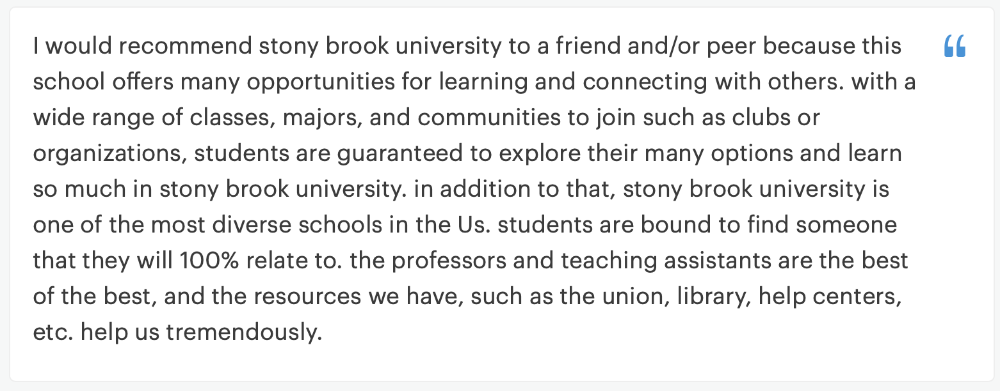 I would recommend stony brook university to a friend and/or peer because this
school offers many opportunities for learning and connecting with others. with a
wide range of classes, majors, and communities to join such as clubs or
organizations, students are guaranteed to explore their many options and learn
so much in stony brook university. in addition to that, stony brook university is
one of the most diverse schools in the Us. students are bound to find someone
that they will 100% relate to. the professors and teaching assistants are the best
of the best, and the resources we have, such as the union, library, help centers,
etc. help us tremendously.